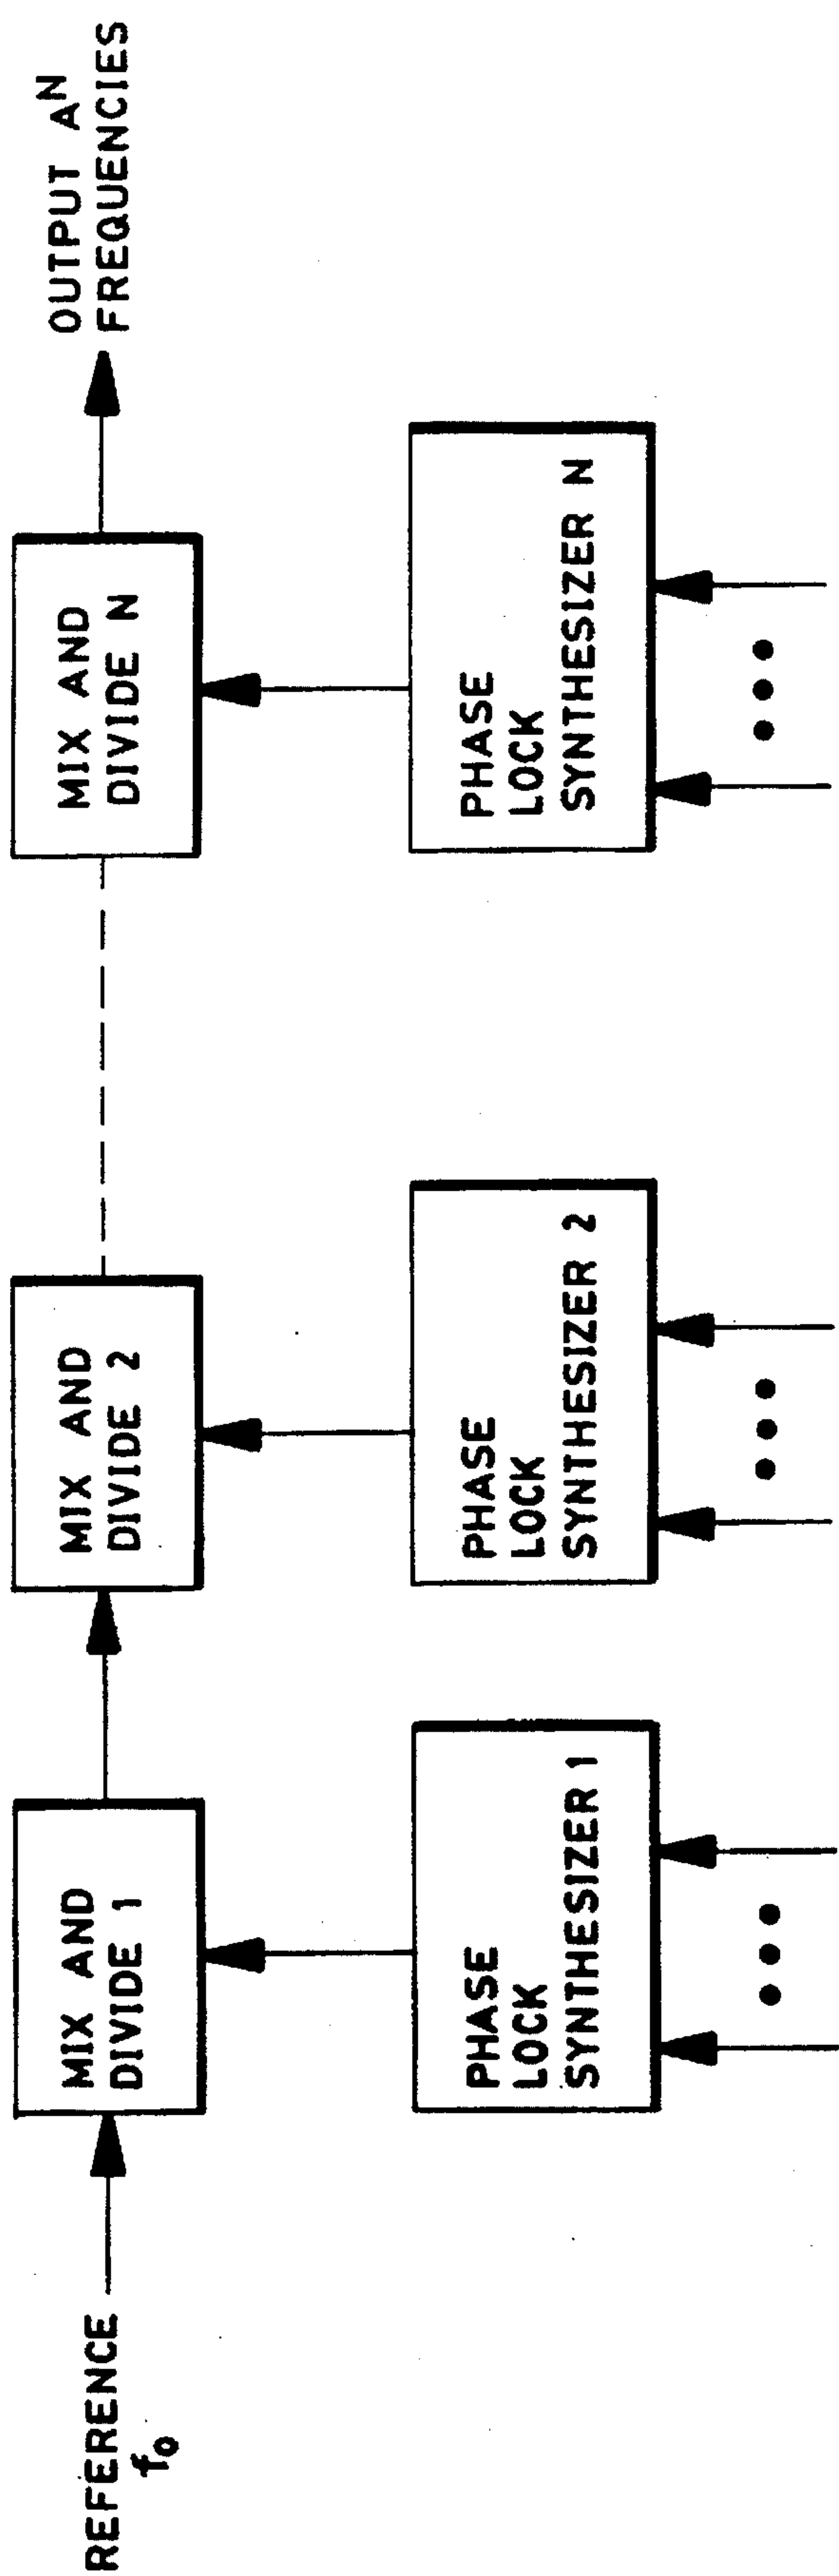 REFERENCE
f₀
MIX AND
DIVIDE 1
MIX AND
DIVIDE 2
MIX AND
DIVIDE N
OUTPUT Aᴺ
FREQUENCIES
PHASE
LOCK
SYNTHESIZER 1
PHASE
LOCK
SYNTHESIZER 2
PHASE
LOCK
SYNTHESIZER N